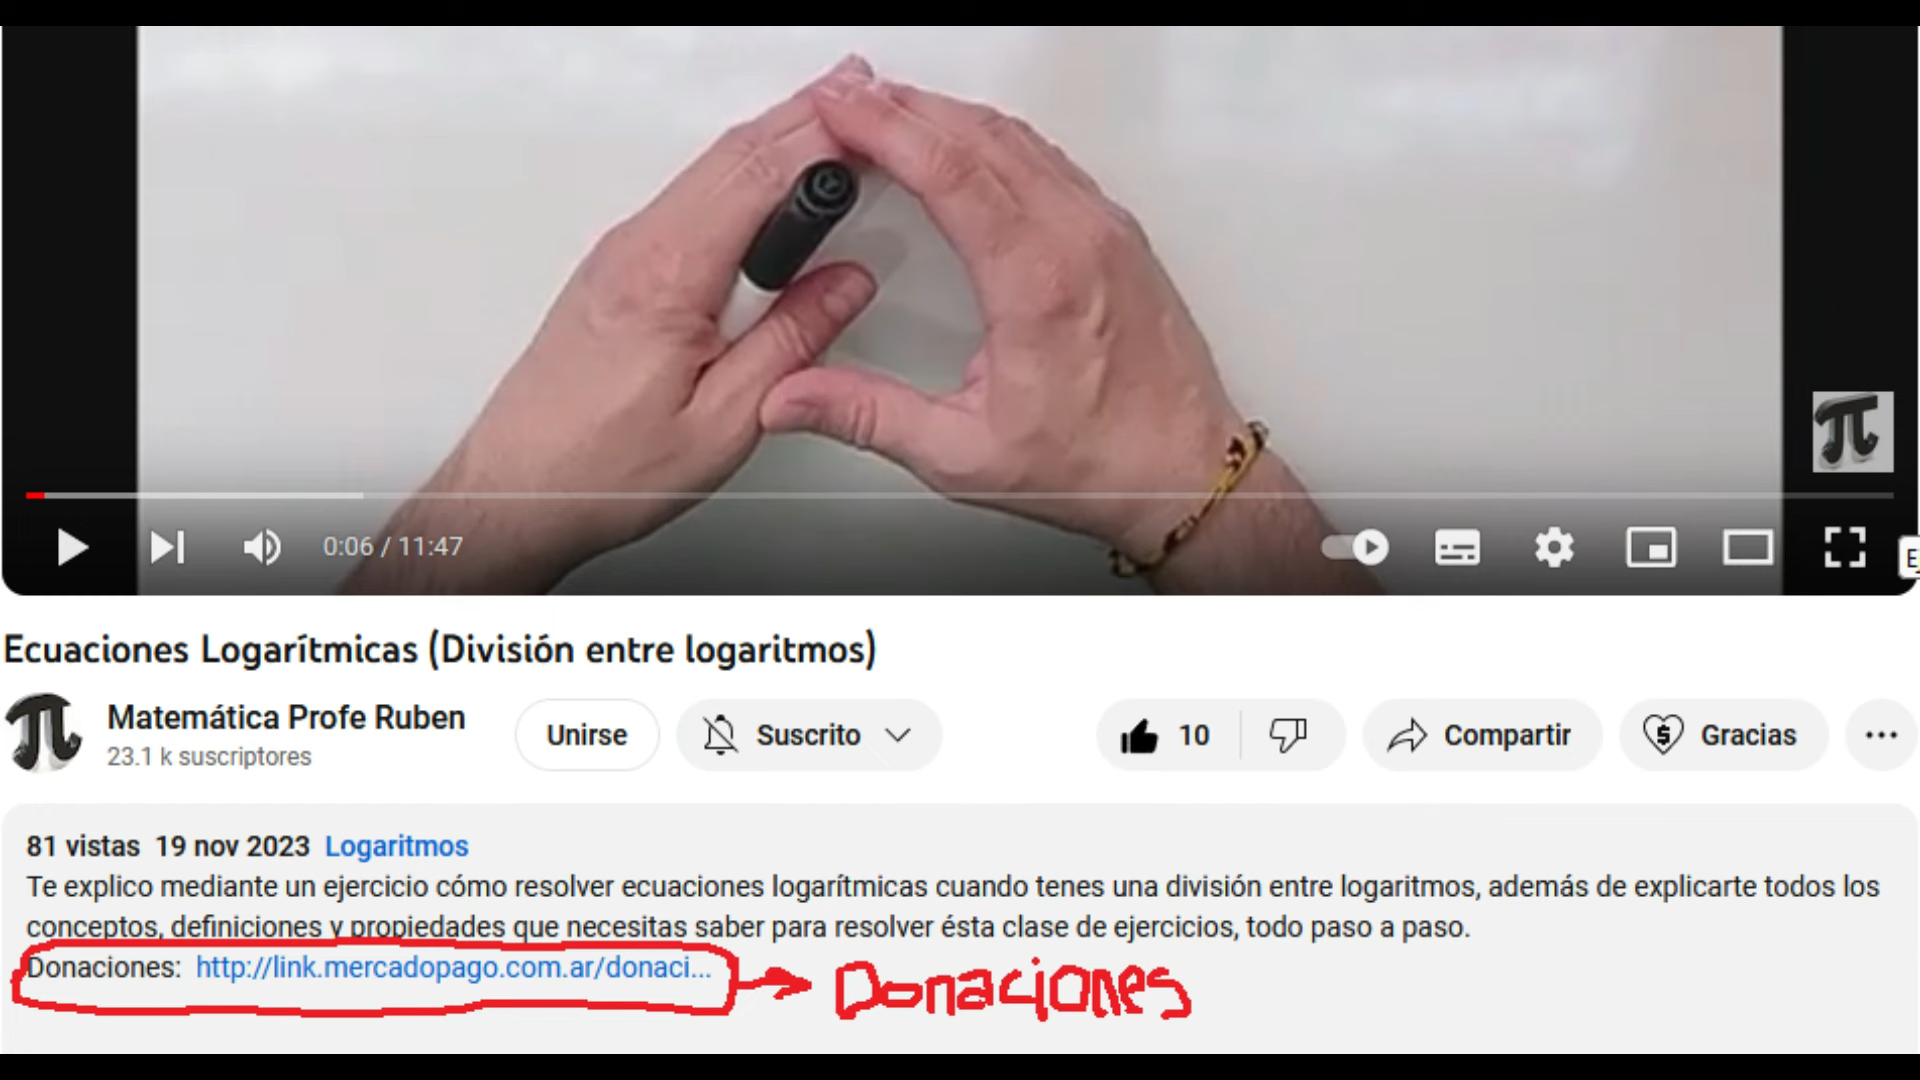 0:06 / 11:47
Ecuaciones Logarítmicas (División entre logaritmos)
Matemática Profe Ruben
23.1 k suscriptores
Unirse
Suscrito
10
Compartir
Gracias
81 vistas 19 nov 2023 Logaritmos
Te explico mediante un ejercicio cómo resolver ecuaciones logarítmicas cuando tenes una división entre logaritmos, además de explicarte todos los
conceptos, definiciones y propiedades que necesitas saber para resolver ésta clase de ejercicios, todo paso a paso.
Donaciones: http://link.mercadopago.com.ar/donaci...
Donaciones